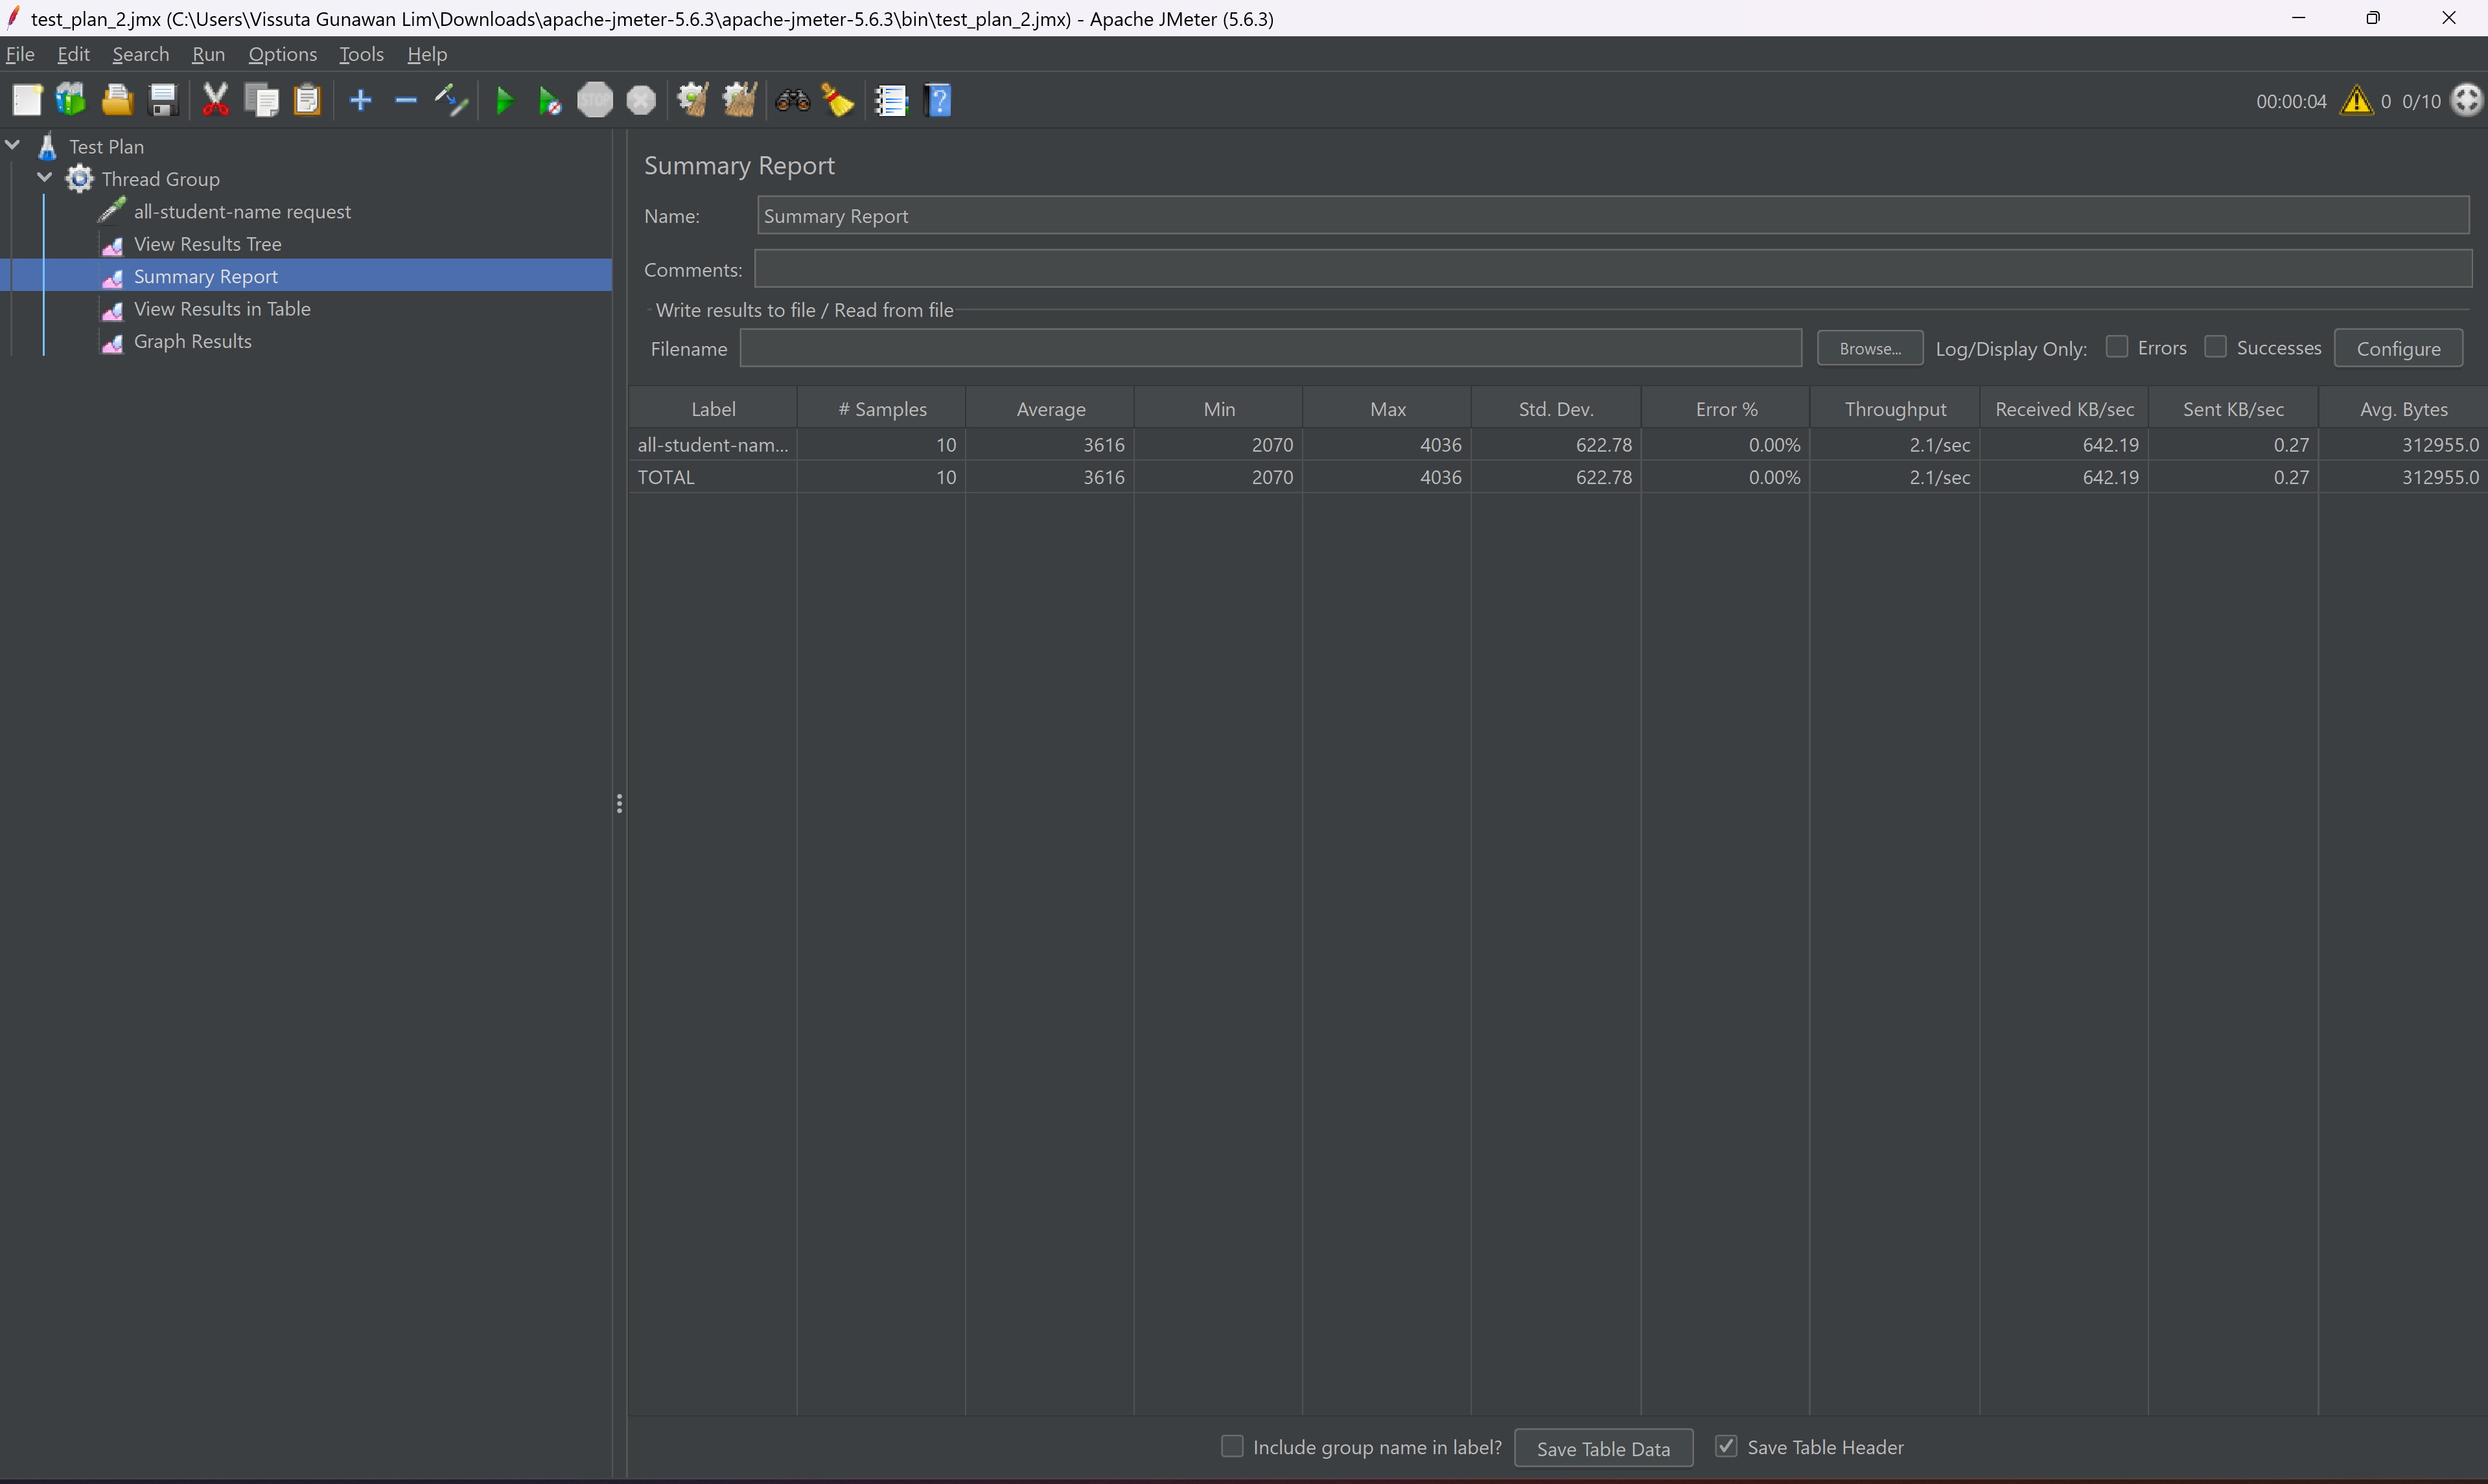 test_plan_2.jmx (C:\Users\Vissuta Gunawan Lim\Downloads\apache-jmeter-5.6.3\apache-jmeter-5.6.3\bin\test_plan_2.jmx) - Apache JMeter (5.6.3)
File Edit Search Run Options Tools Help
STOP 00:00:04 0 0/10
Test Plan
Thread Group
all-student-name request
View Results Tree
Summary Report
View Results in Table
Graph Results
Summary Report
Name: Summary Report
Comments:
Write results to file / Read from file
Filename Browse... Log/Display Only: Errors Successes Configure
Label # Samples Average Min Max Std. Dev. Error % Throughput Received KB/sec Sent KB/sec Avg. Bytes
all-student-nam... 10 3616 2070 4036 622.78 0.00% 2.1/sec 642.19 0.27 312955.0
TOTAL 10 3616 2070 4036 622.78 0.00% 2.1/sec 642.19 0.27 312955.0
Include group name in label? Save Table Data Save Table Header